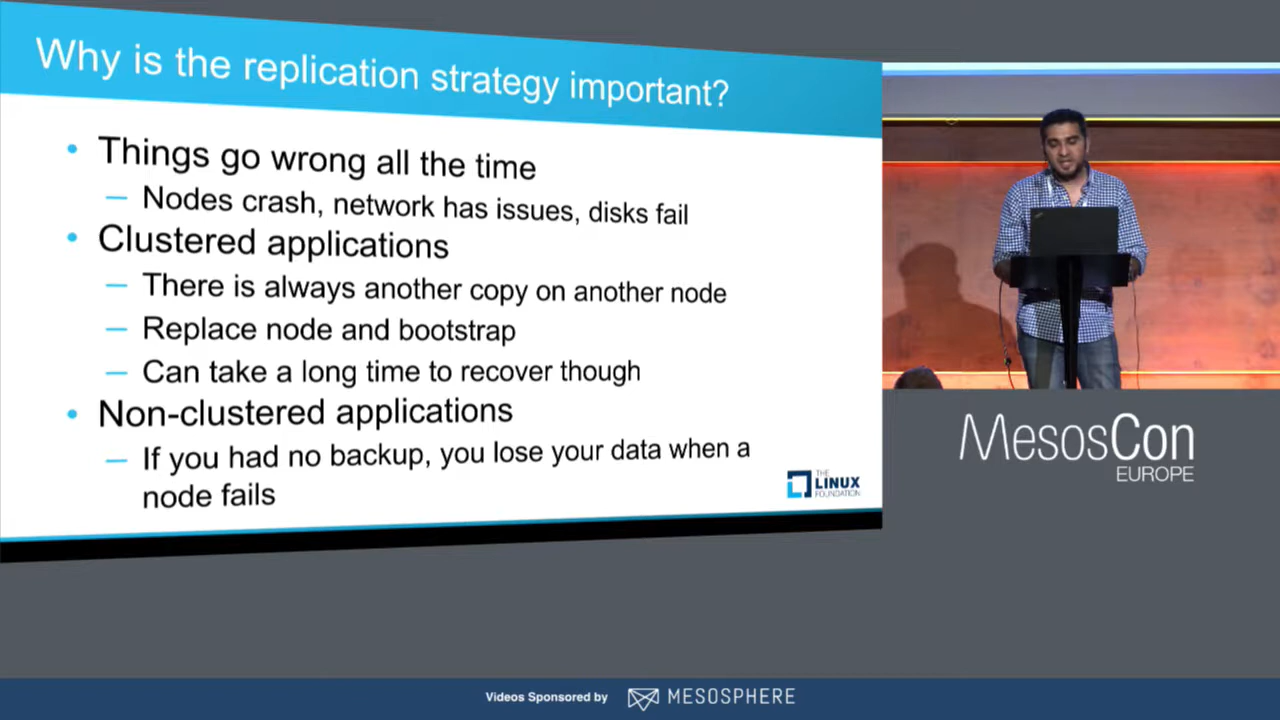 Why is the replication strategy important?
• Things go wrong all the time
– Nodes crash, network has issues, disks fail
• Clustered applications
– There is always another copy on another node
– Replace node and bootstrap
– Can take a long time to recover though
• Non-clustered applications
– If you had no backup, you lose your data when a
node fails
THE
LINUX
FOUNDATION
MesosCon
EUROPE
Videos Sponsored by MESOSPHERE